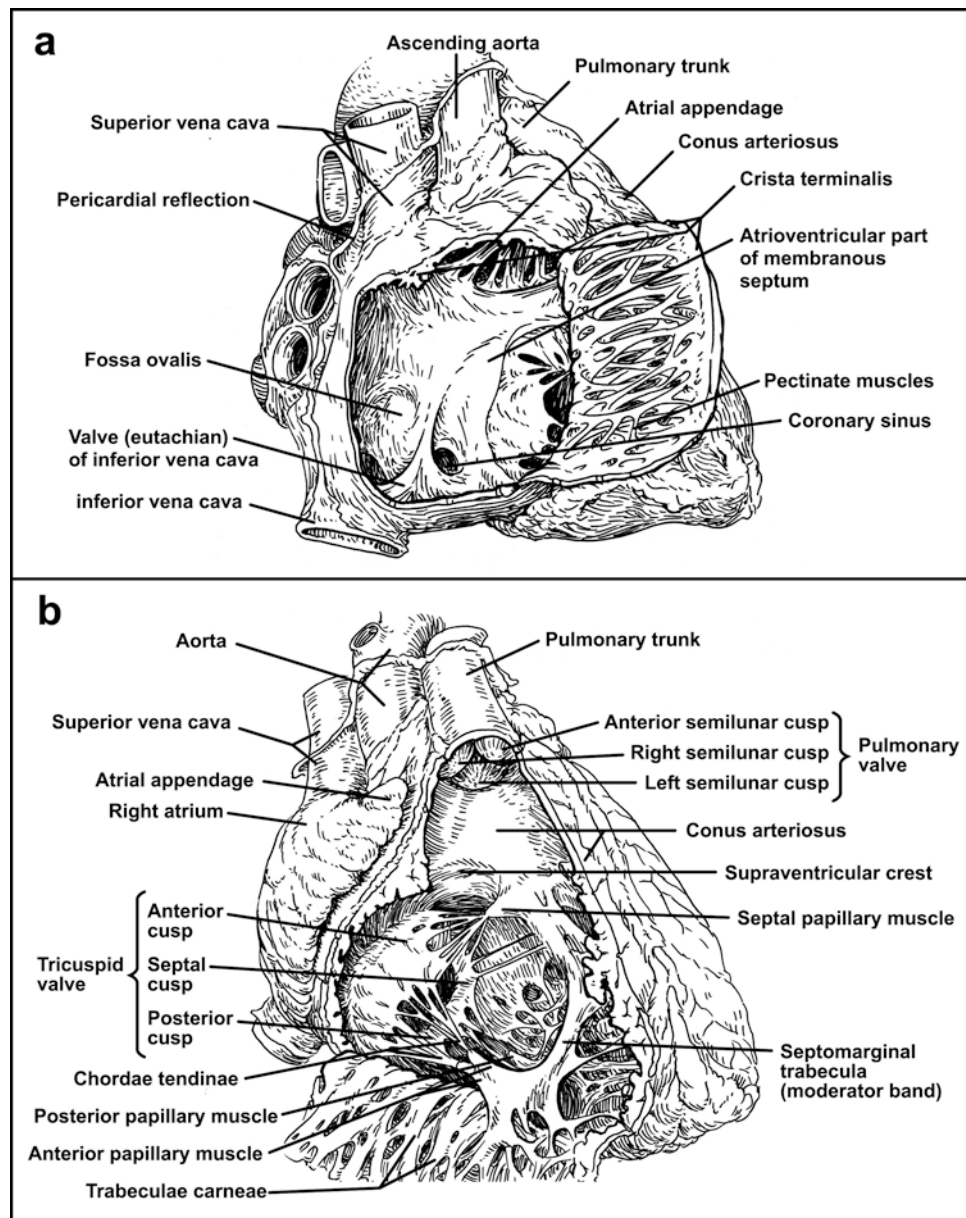 a
Ascending aorta
Pulmonary trunk
Superior vena cava
Atrial appendage
Conus arteriosus
Pericardial reflection
Crista terminalis
Atrioventricular part
of membranous
septum
Fossa ovalis
Pectinate muscles
Valve (eutachian)
of inferior vena cava
Coronary sinus
inferior vena cava
b
Aorta
Pulmonary trunk
Superior vena cava
Anterior semilunar cusp
Right semilunar cusp
Left semilunar cusp
Pulmonary
valve
Atrial appendage
Right atrium
Conus arteriosus
Supraventricular crest
Septal papillary muscle
Tricuspid
valve
Anterior
cusp
Septal
cusp
Posterior
cusp
Chordae tendinae
Septomarginal
trabecula
(moderator band)
Posterior papillary muscle
Anterior papillary muscle
Trabeculae carneae